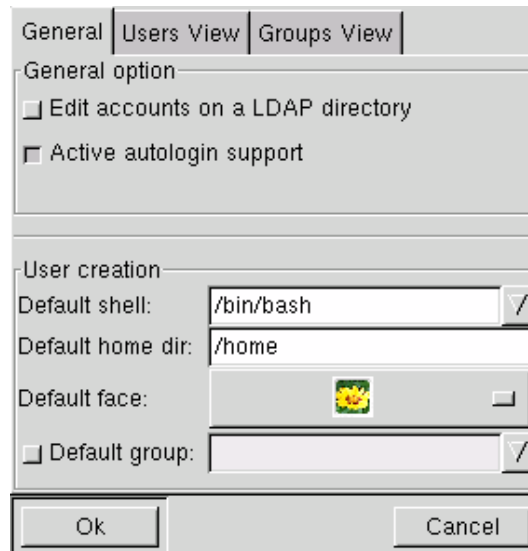 General Users View Groups View
General option
Edit accounts on a LDAP directory
Active autologin support
User creation
Default shell: /bin/bash
Default home dir: /home
Default face:
Default group:
Ok Cancel